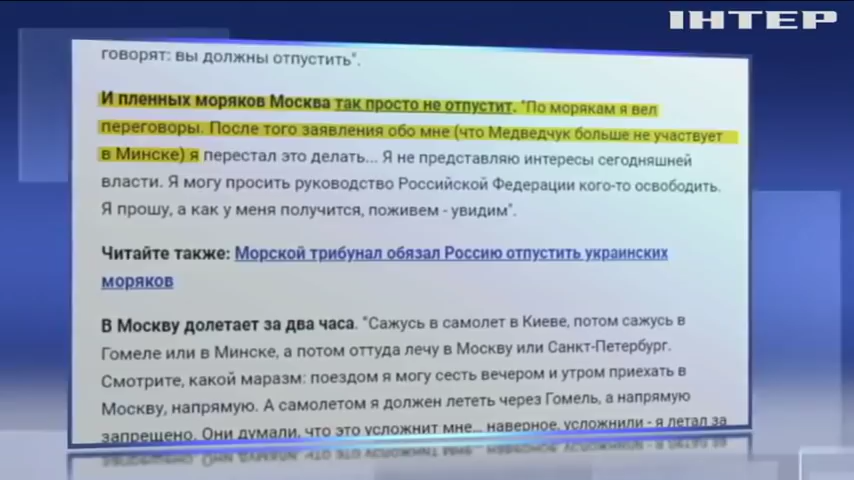 ІНТЕР
говорят: вы должны отпустить".
И пленных моряков Москва так просто не отпустит. "По морякам я вел
переговоры. После того заявления обо мне (что Медведчук больше не участвует
в Минске) я перестал это делать... Я не представляю интересы сегодняшней
власти. Я могу просить руководство Российской Федерации кого-то освободить.
Я прошу, а как у меня получится, поживем - увидим".
Читайте также: Морской трибунал обязал Россию отпустить украинских
моряков
В Москву долетает за два часа. "Сажусь в самолет в Киеве, потом сажусь в
Гомеле или в Минске, а потом оттуда лечу в Москву или Санкт-Петербург.
Смотрите, какой маразм: поездом я могу сесть вечером и утром приехать в
Москву, напрямую. А самолетом я должен лететь через Гомель, а напрямую
запрещено. Они думали, что это усложнит мне... наверное, усложнили - я летал за